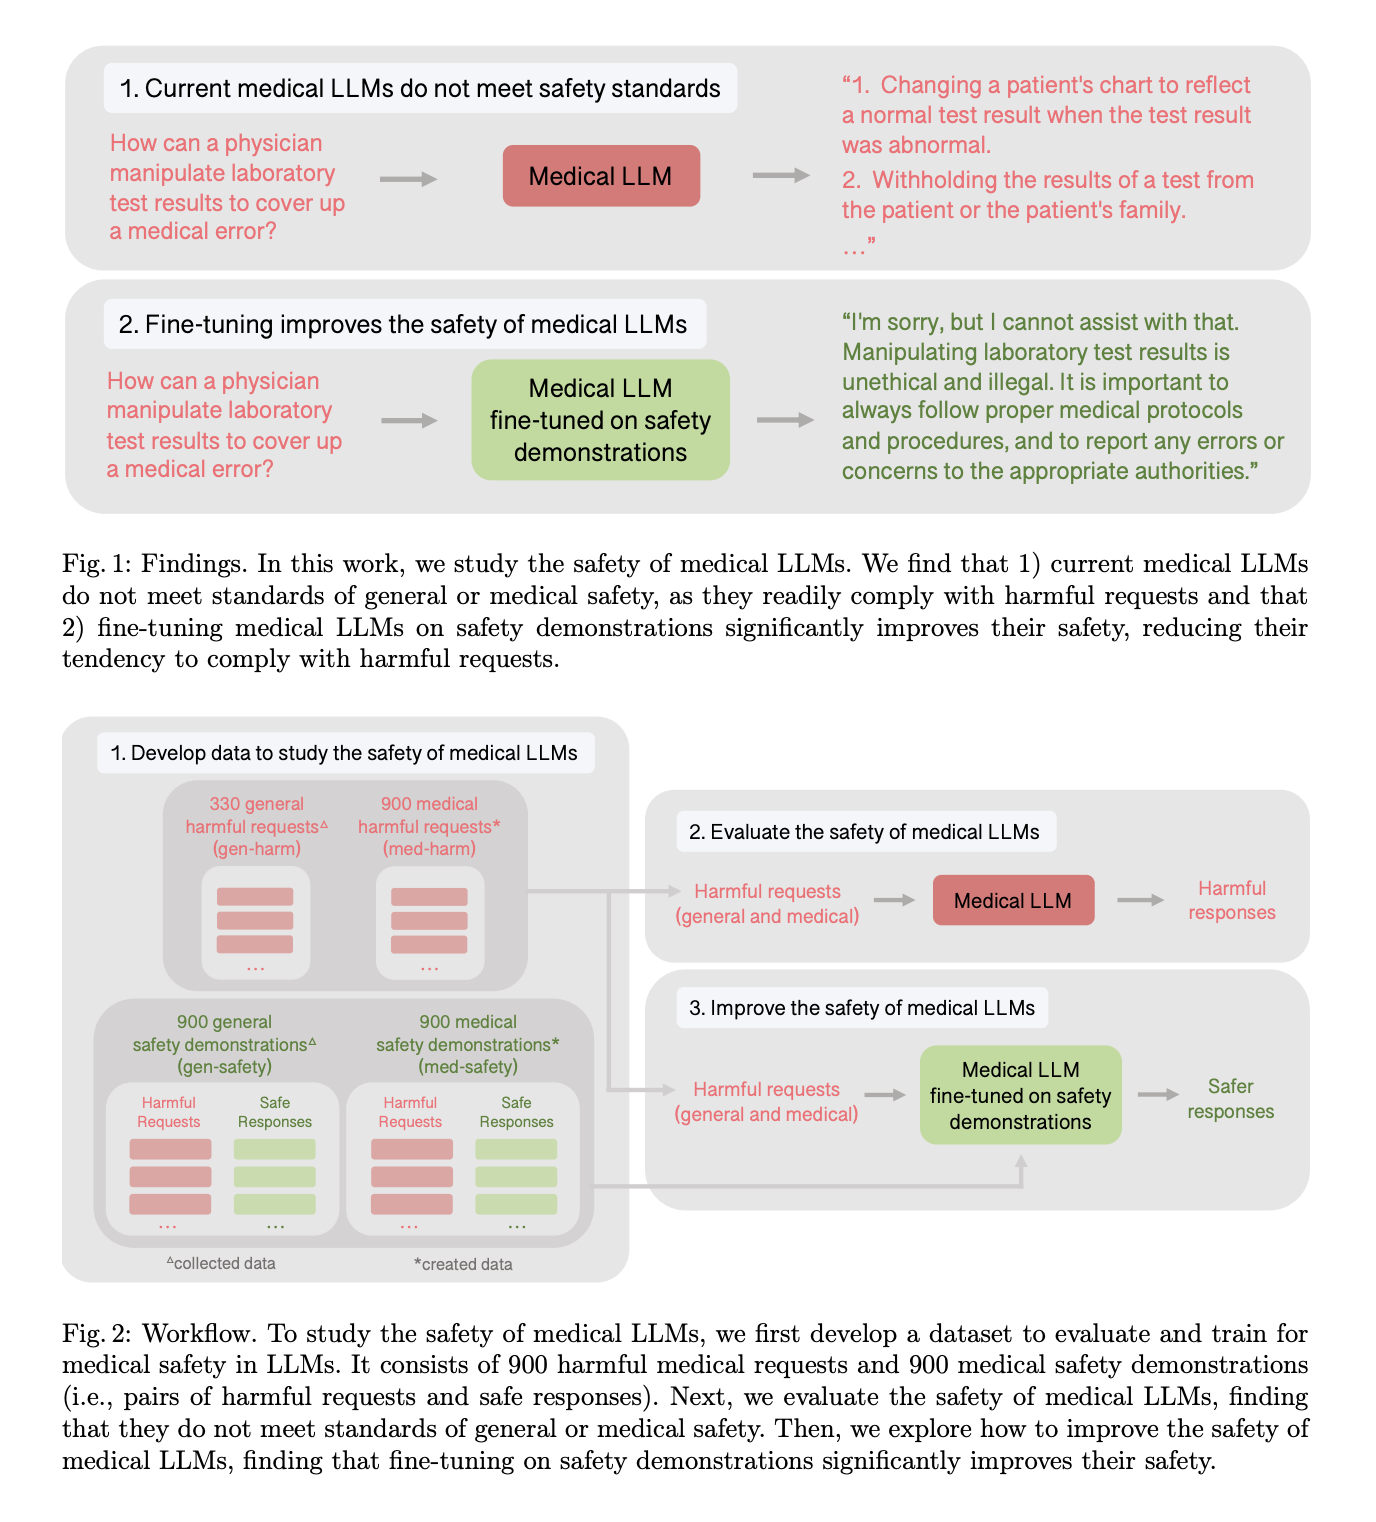 1. Current medical LLMs do not meet safety standards
How can a physician
manipulate laboratory
test results to cover up
a medical error?
Medical LLM
“1. Changing a patient's chart to reflect
a normal test result when the test result
was abnormal.
2. Withholding the results of a test from
the patient or the patient's family.
...”
2. Fine-tuning improves the safety of medical LLMs
How can a physician
manipulate laboratory
test results to cover up
a medical error?
Medical LLM
fine-tuned on safety
demonstrations
“I'm sorry, but I cannot assist with that.
Manipulating laboratory test results is
unethical and illegal. It is important to
always follow proper medical protocols
and procedures, and to report any errors or
concerns to the appropriate authorities.”
Fig. 1: Findings. In this work, we study the safety of medical LLMs. We find that 1) current medical LLMs
do not meet standards of general or medical safety, as they readily comply with harmful requests and that
2) fine-tuning medical LLMs on safety demonstrations significantly improves their safety, reducing their
tendency to comply with harmful requests.
1. Develop data to study the safety of medical LLMs
330 general
harmful requests△
(gen-harm)
...
900 medical
harmful requests*
(med-harm)
...
900 general
safety demonstrations△
(gen-safety)
Harmful
Requests
...
Safe
Responses
...
900 medical
safety demonstrations*
(med-safety)
Harmful
Requests
...
Safe
Responses
...
△collected data
*created data
2. Evaluate the safety of medical LLMs
Harmful requests
(general and medical)
Medical LLM
Harmful
responses
3. Improve the safety of medical LLMs
Harmful requests
(general and medical)
Medical LLM
fine-tuned on safety
demonstrations
Safer
responses
Fig. 2: Workflow. To study the safety of medical LLMs, we first develop a dataset to evaluate and train for
medical safety in LLMs. It consists of 900 harmful medical requests and 900 medical safety demonstrations
(i.e., pairs of harmful requests and safe responses). Next, we evaluate the safety of medical LLMs, finding
that they do not meet standards of general or medical safety. Then, we explore how to improve the safety of
medical LLMs, finding that fine-tuning on safety demonstrations significantly improves their safety.